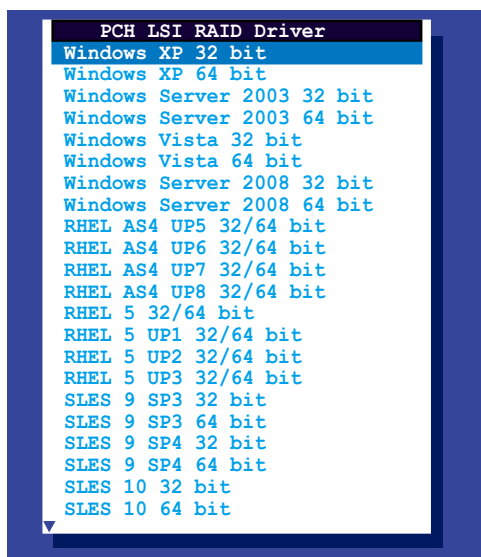 PCH LSI RAID Driver
Windows XP 32 bit
Windows XP 64 bit
Windows Server 2003 32 bit
Windows Server 2003 64 bit
Windows Vista 32 bit
Windows Vista 64 bit
Windows Server 2008 32 bit
Windows Server 2008 64 bit
RHEL AS4 UP5 32/64 bit
RHEL AS4 UP6 32/64 bit
RHEL AS4 UP7 32/64 bit
RHEL AS4 UP8 32/64 bit
RHEL 5 32/64 bit
RHEL 5 UP1 32/64 bit
RHEL 5 UP2 32/64 bit
RHEL 5 UP3 32/64 bit
SLES 9 SP3 32 bit
SLES 9 SP3 64 bit
SLES 9 SP4 32 bit
SLES 9 SP4 64 bit
SLES 10 32 bit
SLES 10 64 bit